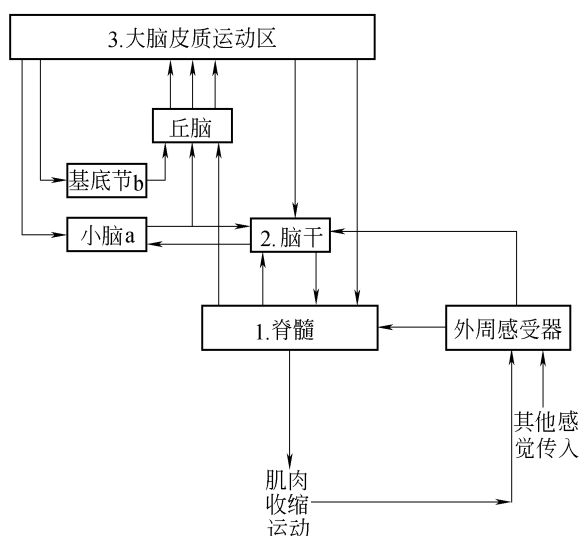 3.大脑皮质运动区
丘脑
基底节b
小脑a
2.脑干
1.脊髓
外周感受器
其他感
觉传入
肌肉
收缩
运动